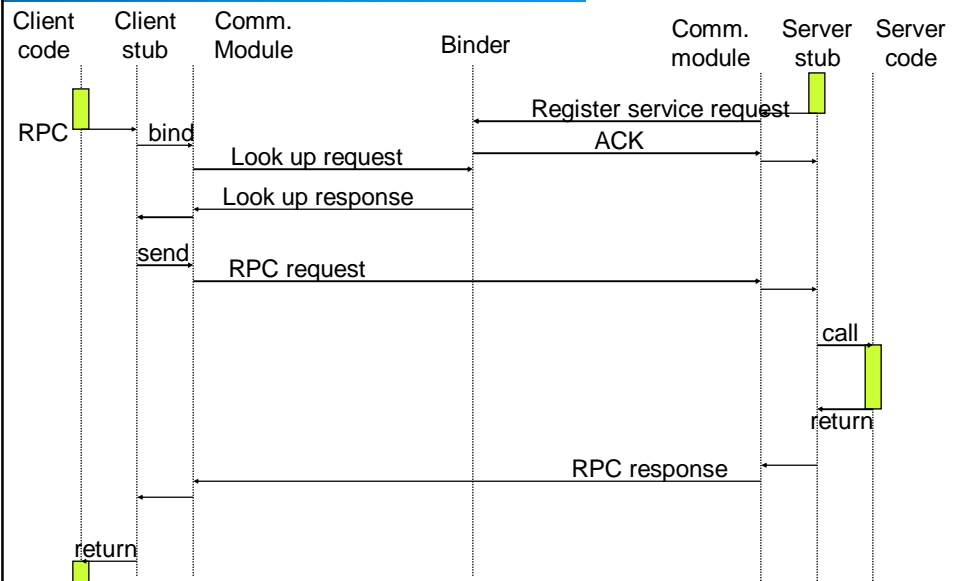 Client
code
Client
stub
Comm.
Module
Binder
Comm.
module
Server
stub
Server
code
Register service request
RPC
bind
ACK
Look up request
Look up response
send
RPC request
call
return
RPC response
return